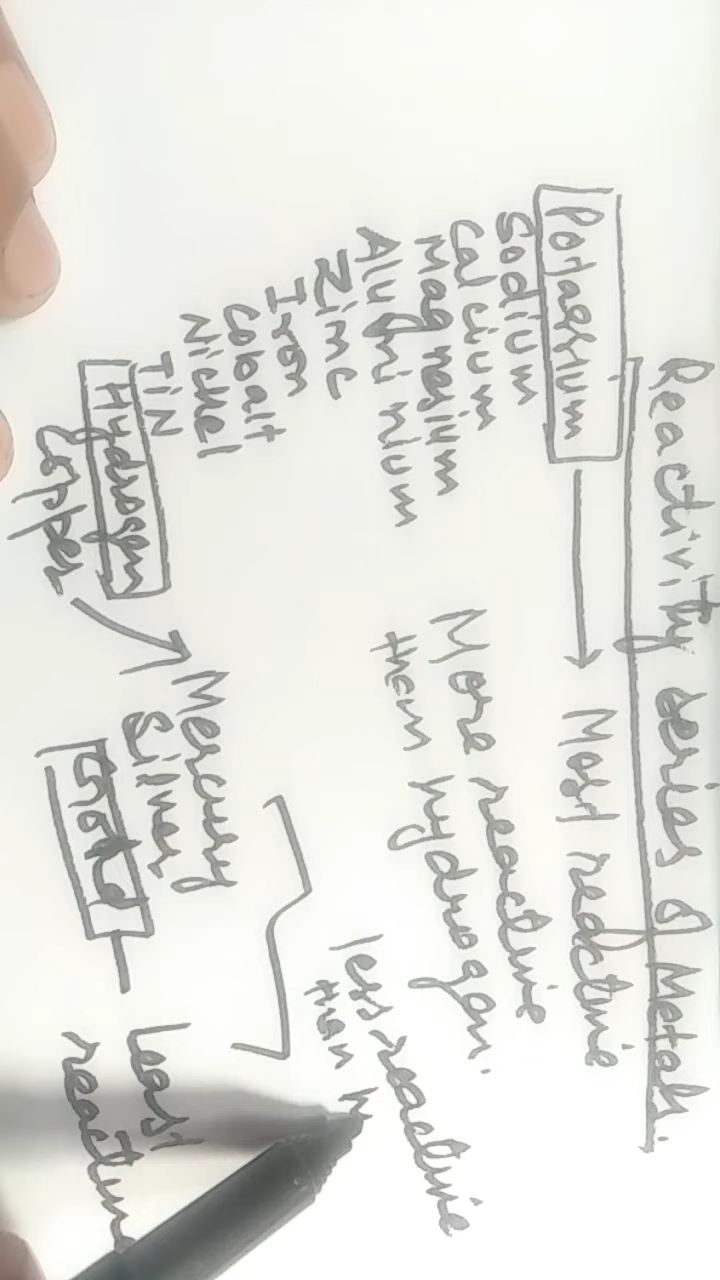 Reactivity series of Metals.
Potassium → Most reactive
Sodium
Calcium
Magnesium
Aluminium
Zinc
Iron
Cobalt
Nickel
TIN
Hydrogen
Copper
More reactive
them hydrogen.
Mercury
Silver
Gold
less reactive
than h
Least
reactive